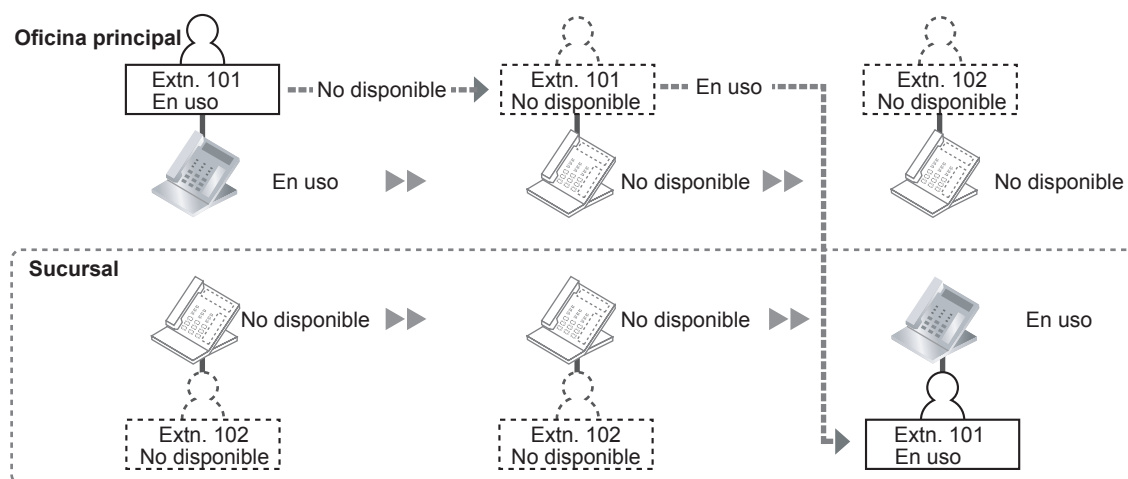 Oficina principal
Extn. 101
En uso
No disponible
Extn. 101
No disponible
En uso
Extn. 102
No disponible
En uso
No disponible
No disponible
Sucursal
No disponible
No disponible
En uso
Extn. 102
No disponible
Extn. 102
No disponible
Extn. 101
En uso